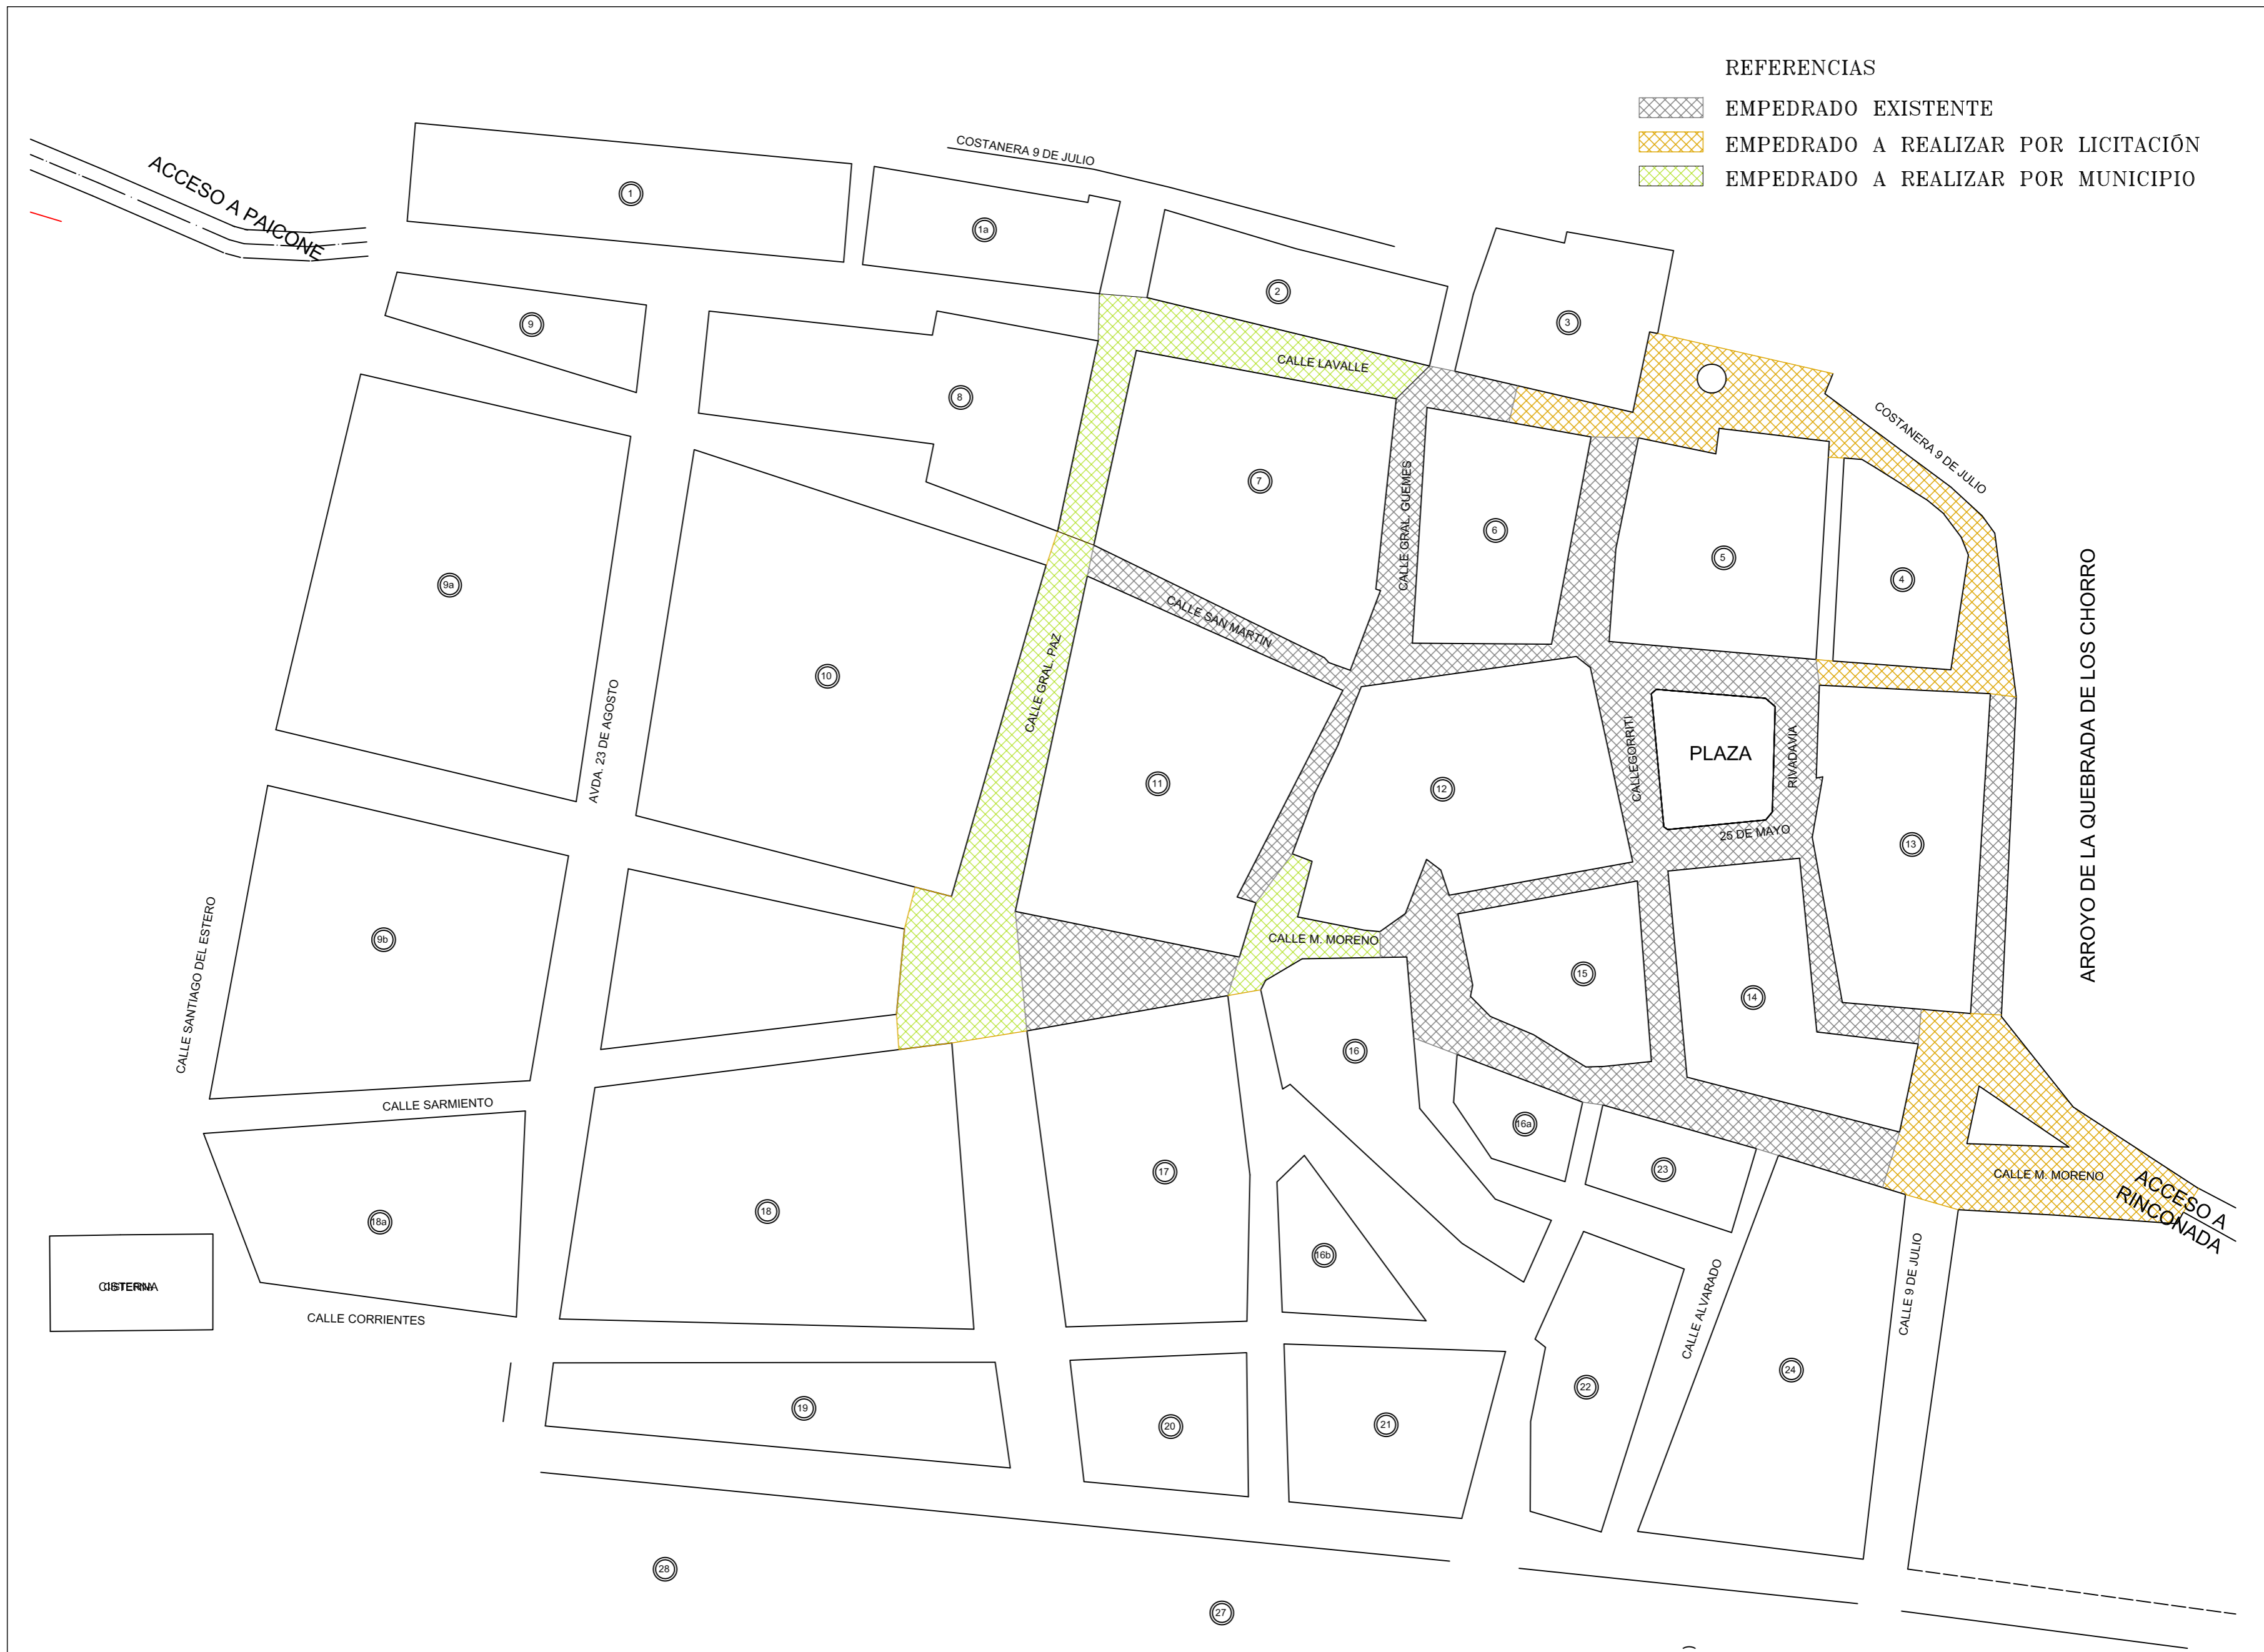 REFERENCIAS
EMPEDRADO EXISTENTE
EMPEDRADO A REALIZAR POR LICITACIÓN
EMPEDRADO A REALIZAR POR MUNICIPIO
COSTANERA 9 DE JULIO
ACCESO A PAICONE
1
1a
2
3
9
8
CALLE LAVALLE
COSTANERA 9 DE JULIO
7
CALLE GRAL. GUEMES
6
5
4
9a
CALLE SAN MARTIN
CALLE GRAL. PAZ
10
AVDA. 23 DE AGOSTO
11
12
CALLEGORRITI
PLAZA
RIVADAVIA
25 DE MAYO
13
ARROYO DE LA QUEBRADA DE LOS CHORRO
9b
CALLE SANTIAGO DEL ESTERO
CALLE M. MORENO
15
14
16
CALLE SARMIENTO
16a
23
17
18
18a
CALLE M. MORENO
ACCESO A
RINCONADA
16b
CISTERNA
CALLE CORRIENTES
CALLE ALVARADO
CALLE 9 DE JULIO
24
22
19
20
21
28
27